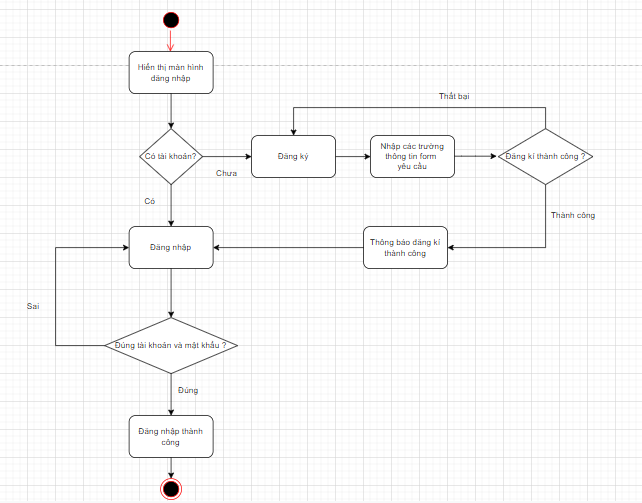 Hiển thị màn hình
đăng nhập
Thất bại
Có tài khoản?
Chưa
Đăng ký
Nhập các trường
thông tin form
yêu cầu
Đăng kí thành công ?
Có
Thành công
Đăng nhập
Thông báo đăng kí
thành công
Sai
Đúng tài khoản và mật khẩu ?
Đúng
Đăng nhập thành
công